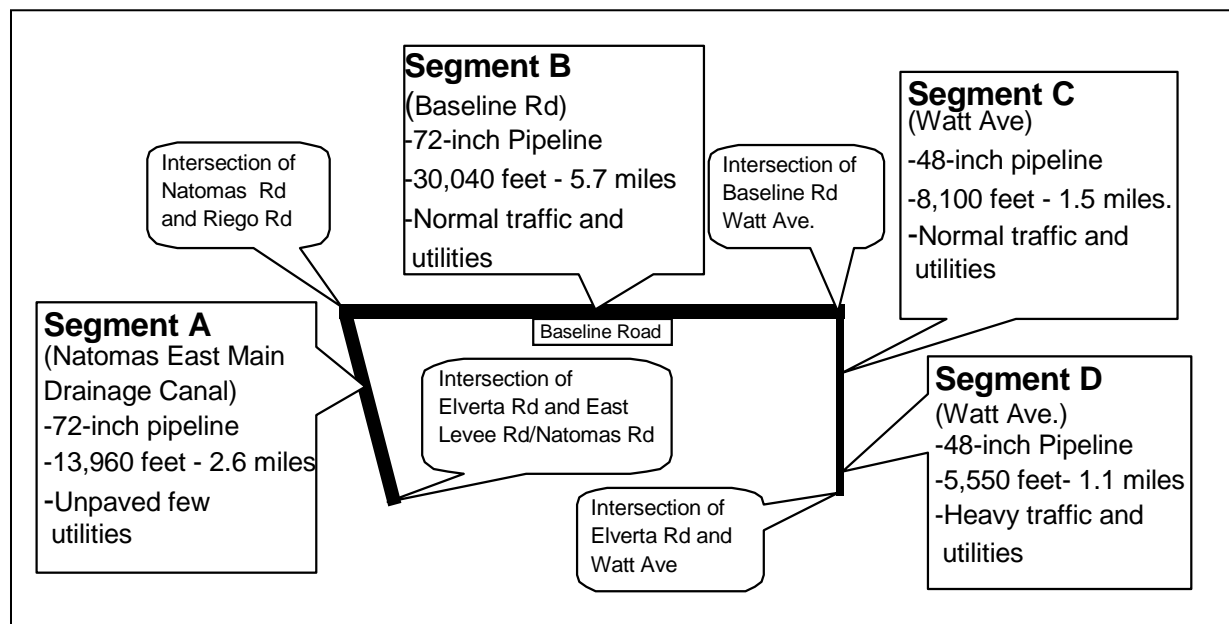 Segment B
(Baseline Rd)
-72-inch Pipeline
-30,040 feet - 5.7 miles
-Normal traffic and
utilities
Segment C
(Watt Ave)
-48-inch pipeline
-8,100 feet - 1.5 miles.
-Normal traffic and
utilities
Intersection of
Natomas Rd
and Riego Rd
Intersection of
Baseline Rd
Watt Ave.
Segment A
(Natomas East Main
Drainage Canal)
-72-inch pipeline
-13,960 feet - 2.6 miles
-Unpaved few
utilities
Baseline Road
Intersection of
Elverta Rd and East
Levee Rd/Natomas Rd
Segment D
(Watt Ave.)
-48-inch Pipeline
-5,550 feet- 1.1 miles
-Heavy traffic and
utilities
Intersection of
Elverta Rd and
Watt Ave